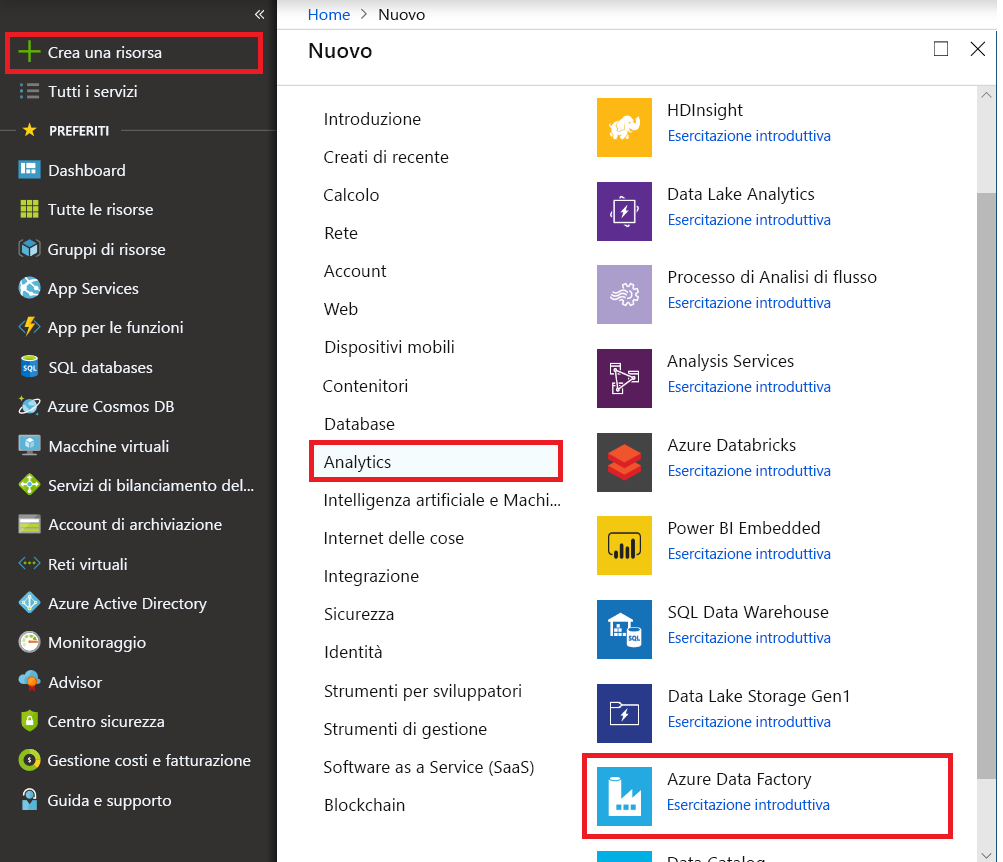 «
Crea una risorsa
Tutti i servizi
PREFERITI
Dashboard
Tutte le risorse
Gruppi di risorse
App Services
App per le funzioni
SQL databases
Azure Cosmos DB
Macchine virtuali
Servizi di bilanciamento del...
Account di archiviazione
Reti virtuali
Azure Active Directory
Monitoraggio
Advisor
Centro sicurezza
Gestione costi e fatturazione
Guida e supporto
Home > Nuovo
Nuovo
Introduzione
Creati di recente
Calcolo
Rete
Account
Web
Dispositivi mobili
Contenitori
Database
Analytics
Intelligenza artificiale e Machi...
Internet delle cose
Integrazione
Sicurezza
Identità
Strumenti per sviluppatori
Strumenti di gestione
Software as a Service (SaaS)
Blockchain
HDInsight
Esercitazione introduttiva
Data Lake Analytics
Esercitazione introduttiva
Processo di Analisi di flusso
Esercitazione introduttiva
Analysis Services
Esercitazione introduttiva
Azure Databricks
Esercitazione introduttiva
Power BI Embedded
Esercitazione introduttiva
SQL Data Warehouse
Esercitazione introduttiva
Data Lake Storage Gen1
Esercitazione introduttiva
Azure Data Factory
Esercitazione introduttiva
Data Catalog